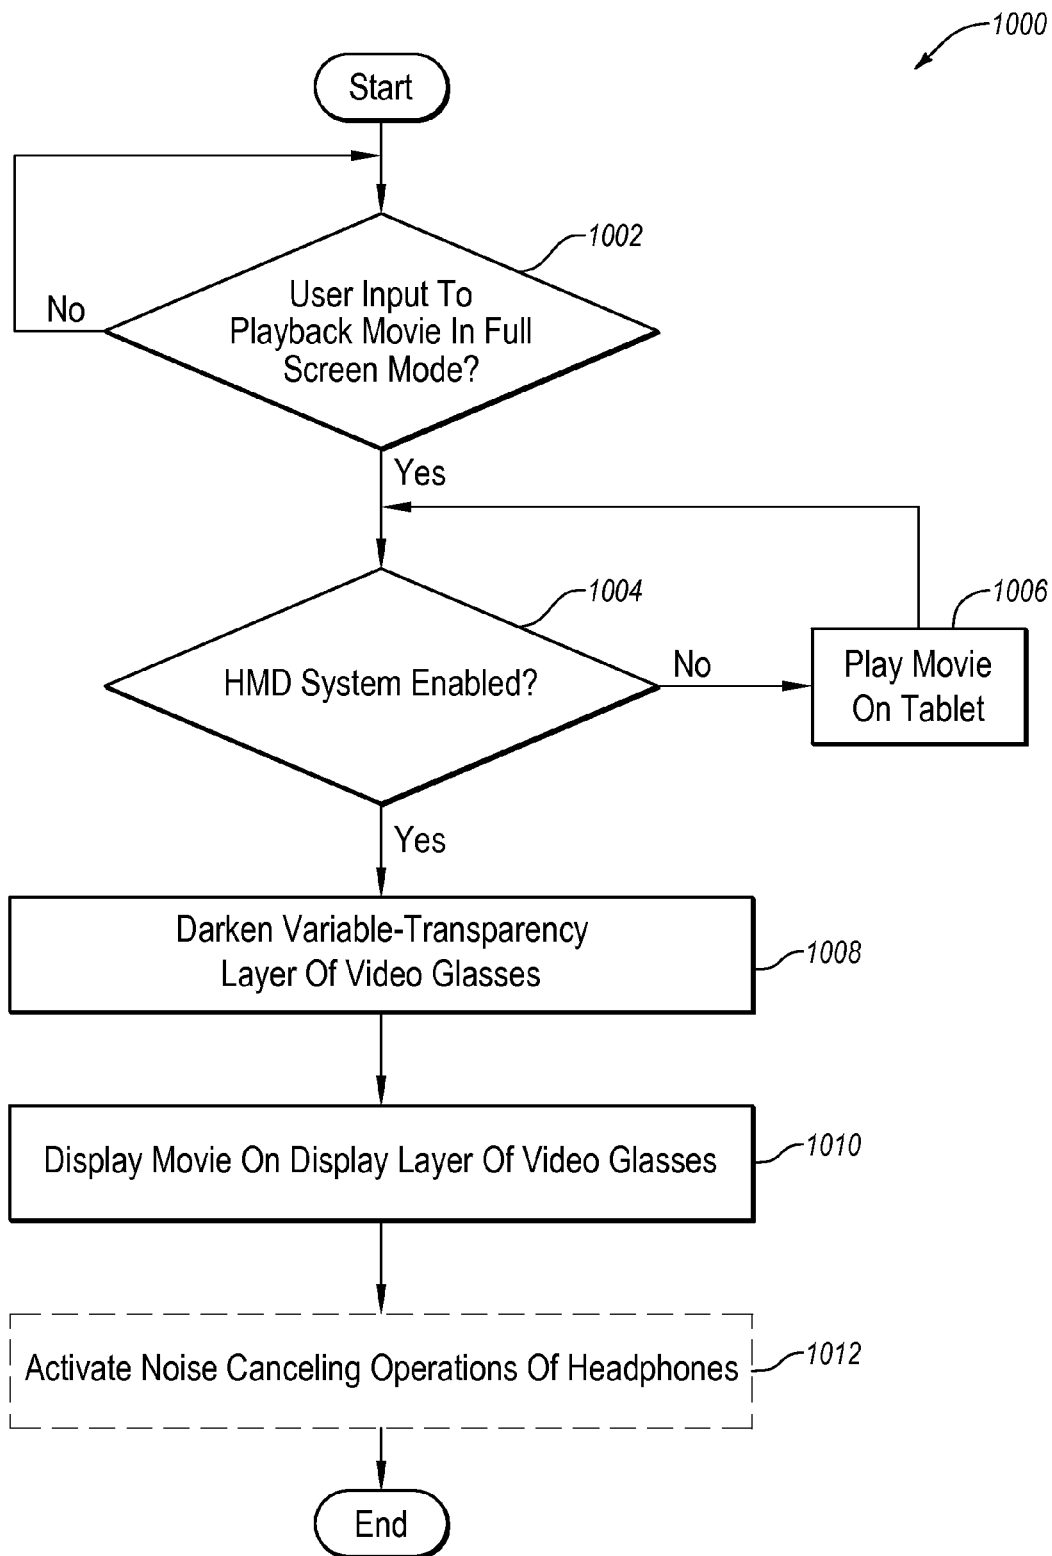 1000
Start
1002
User Input To
Playback Movie In Full
Screen Mode?
No
Yes
1004
HMD System Enabled?
No
1006
Play Movie
On Tablet
Yes
Darken Variable-Transparency
Layer Of Video Glasses
1008
Display Movie On Display Layer Of Video Glasses
1010
Activate Noise Canceling Operations Of Headphones
1012
End